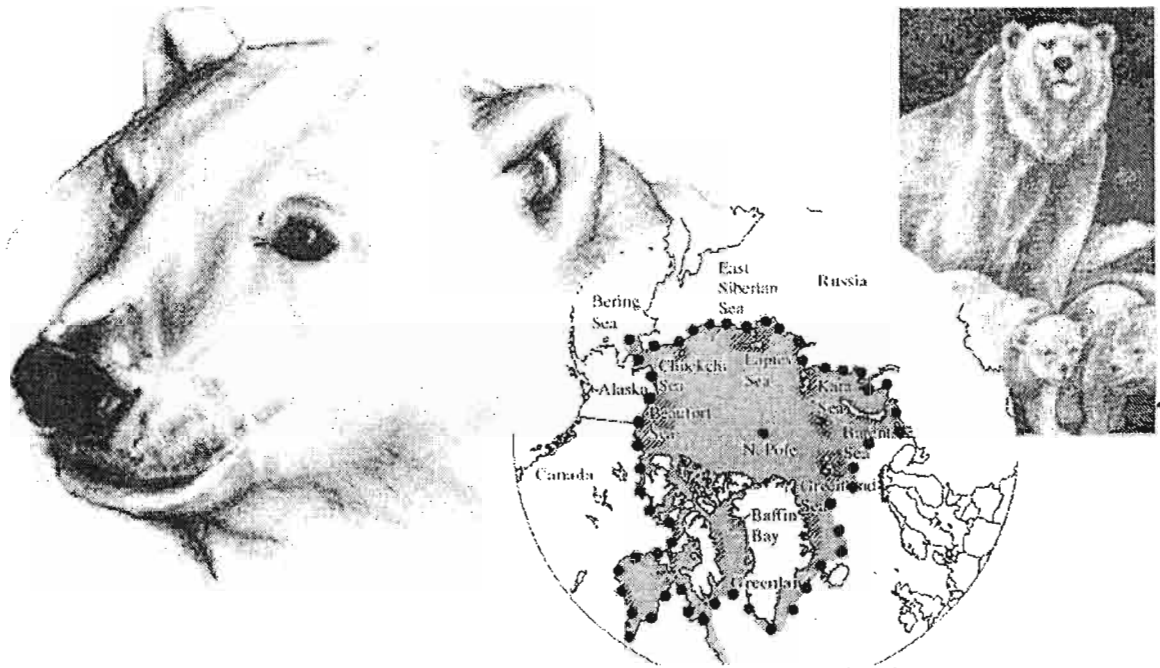 East
Siberian
Sea
Russia
Bering
Sea
Chuckchi
Sea
Laptev
Sea
Alaska
Kara
Sea
Beaufort
Sea
Barents
Sea
N. Pole
Canada
Greenland
Sea
Baffin
Bay
Greenland